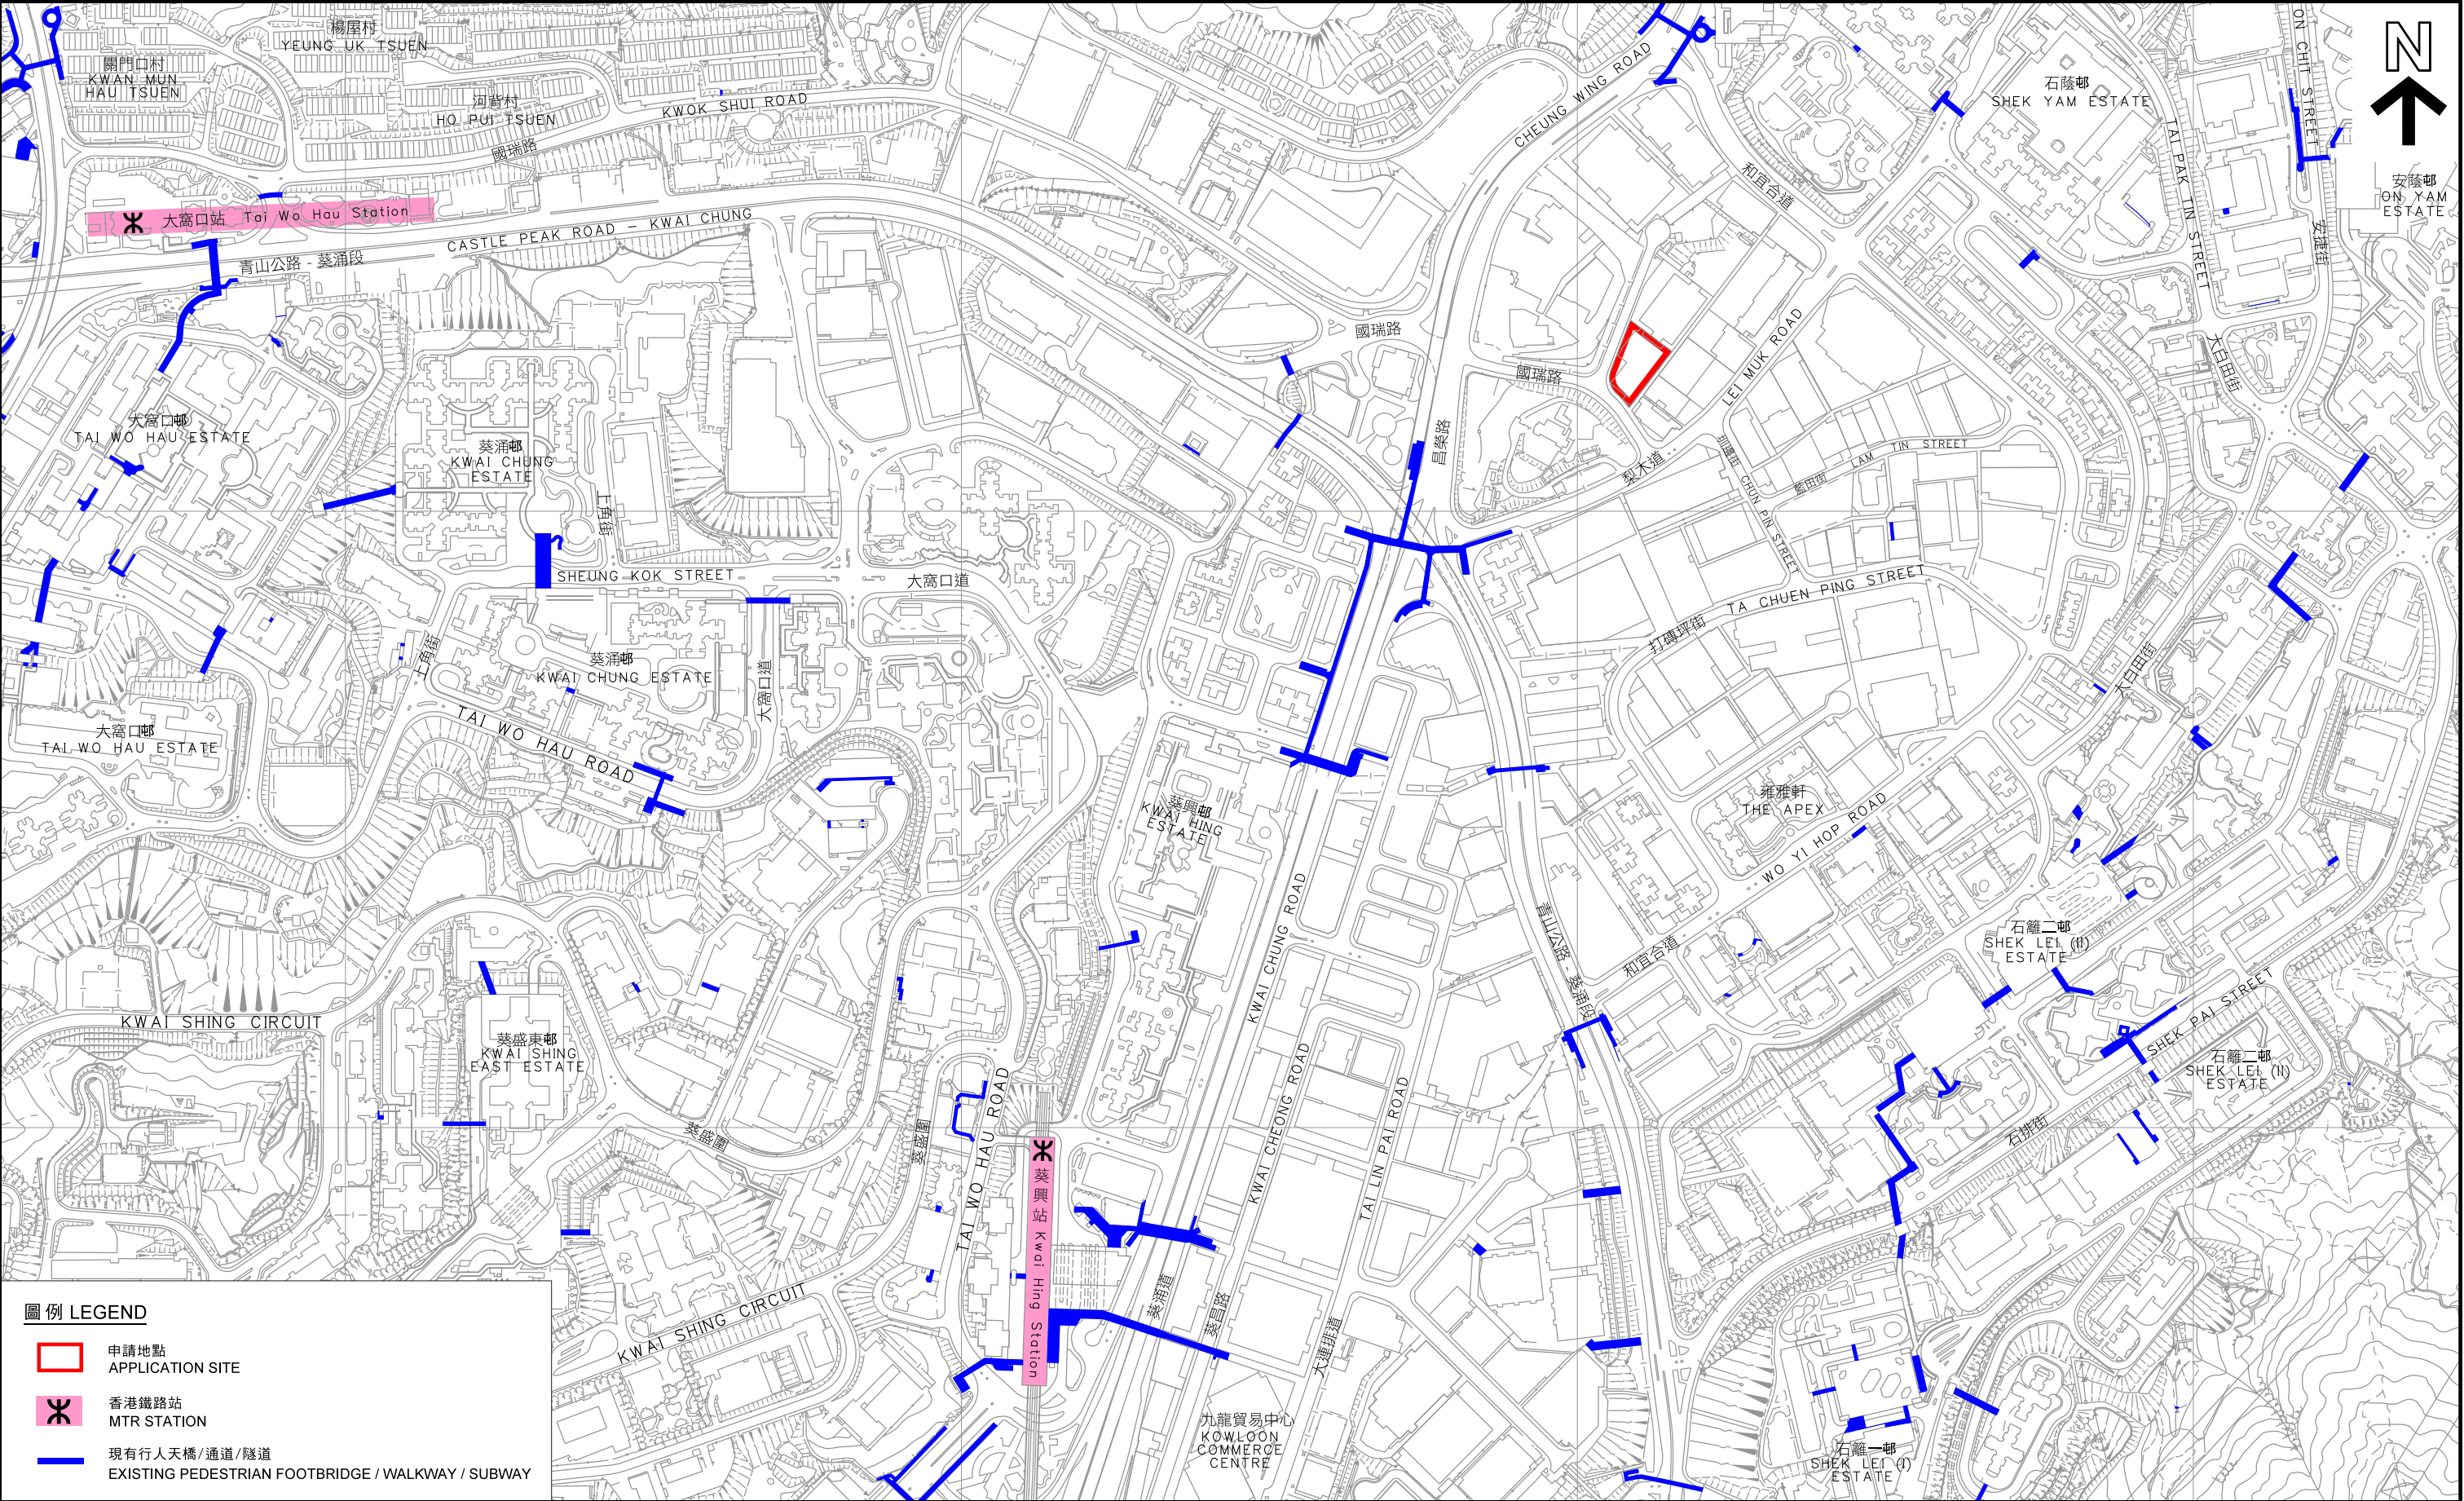 楊屋村
YEUNG UK TSUEN
關門口村
KWAN MUN
HAU TSUEN
河背村
HO PUI TSUEN
國瑞路
KWOK SHUI ROAD
CHEUNG WING ROAD
和宜合道
石蔭邨
SHEK YAM ESTATE
TAI PAK TIN STREET
ON CHIT STREET
N
安蔭邨
ON YAM
ESTATE
安捷街
大窩口站 Tai Wo Hau Station
青山公路 - 葵涌段
CASTLE PEAK ROAD – KWAI CHUNG
國瑞路
國瑞路
LEI MUK ROAD
大白田街
大窩口邨
TAI WO HAU ESTATE
葵涌邨
KWAI CHUNG
ESTATE
上角街
昌榮路
梨木道
圳邊街
CHUN PIN STREET
藍田街
LAM TIN STREET
SHEUNG KOK STREET
大窩口道
TA CHUEN PING STREET
打磚坪街
上角街
葵涌邨
KWAI CHUNG ESTATE
大窩口道
大白田街
大窩口邨
TAI WO HAU ESTATE
TAI WO HAU ROAD
葵興邨
KWAI HING
ESTATE
雍雅軒
THE APEX
WO YI HOP ROAD
KWAI CHUNG ROAD
青山公路 - 葵涌段
和宜合道
石籬二邨
SHEK LEI (II)
ESTATE
KWAI SHING CIRCUIT
葵盛東邨
KWAI SHING
EAST ESTATE
SHEK PAI STREET
石籬二邨
SHEK LEI (II)
ESTATE
葵盛圍
葵盛圍
TAI WO HAU ROAD
KWAI CHEONG ROAD
TAI LIN PAI ROAD
石排街
葵興站 Kwai Hing Station
葵涌道
葵昌路
大連排道
KWAI SHING CIRCUIT
九龍貿易中心
KOWLOON
COMMERCE
CENTRE
石籬一邨
SHEK LEI (I)
ESTATE
圖例 LEGEND
申請地點
APPLICATION SITE
香港鐵路站
MTR STATION
現有行人天橋/通道/隧道
EXISTING PEDESTRIAN FOOTBRIDGE / WALKWAY / SUBWAY